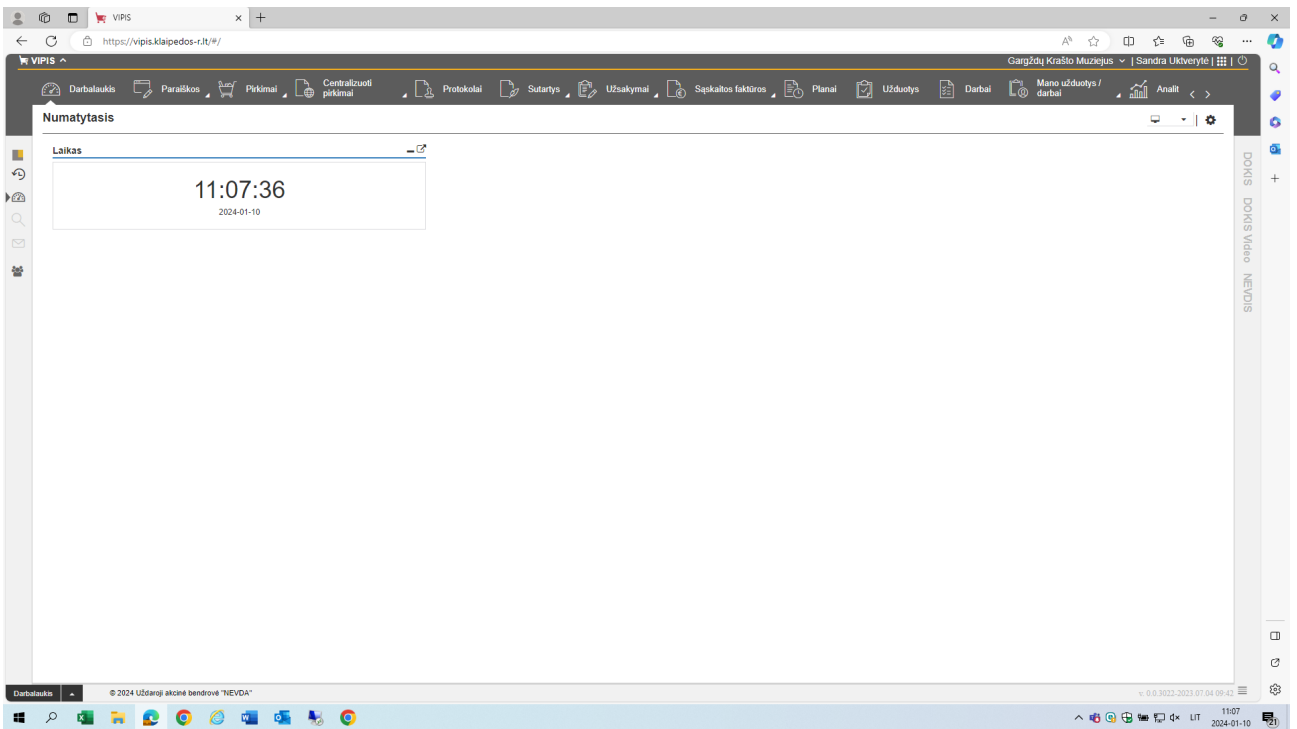 VIPIS
https://vipis.klaipedos-r.lt/#/
VIPIS
Gargždų Krašto Muziejus | Sandra Uktverytė | |
Darbalaukis Paraiškos Pirkimai Centralizuoti pirkimai Protokolai Sutartys Užsakymai Sąskaitos faktūros Planai Užduotys Darbai Mano užduotys / darbai Analit
Numatytasis
Laikas
11:07:36
2024-01-10
DOKIS DOKIS Video NEVDIS
Darbalaukis
© 2024 Uždaroji akcinė bendrovė "NEVDA"
v: 0.0.3022-2023.07.04 09:42
LIT
11:07
2024-01-10
21